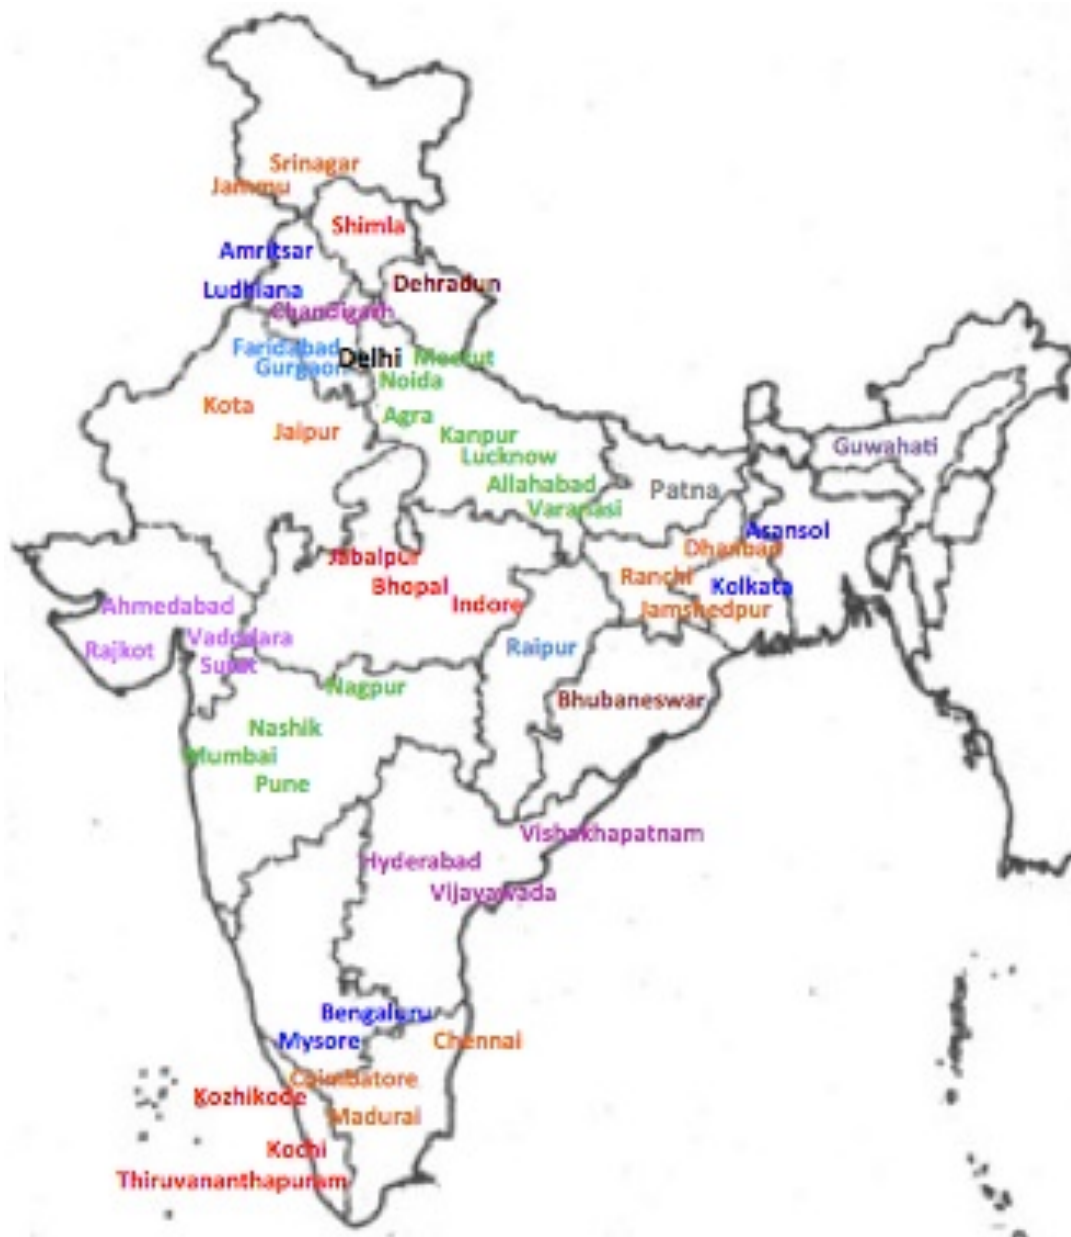 Srinagar
Jammu
Shimla
Amritsar
Dehradun
Ludhiana
Chandigarh
Faridabad
Delhi
Meerut
Gurgaon
Noida
Kota
Agra
Jaipur
Kanpur
Lucknow
Guwahati
Allahabad
Patna
Varanasi
Asansol
Dhanbad
Jabalpur
Ranchi
Bhopal
Kolkata
Indore
Jamshedpur
Ahmedabad
Vadodara
Rajkot
Raipur
Surat
Nagpur
Bhubaneswar
Nashik
Mumbai
Pune
Vishakhapatnam
Hyderabad
Vijayawada
Bengaluru
Mysore
Chennai
Coimbatore
Kozhikode
Madurai
Kochi
Thiruvananthapuram